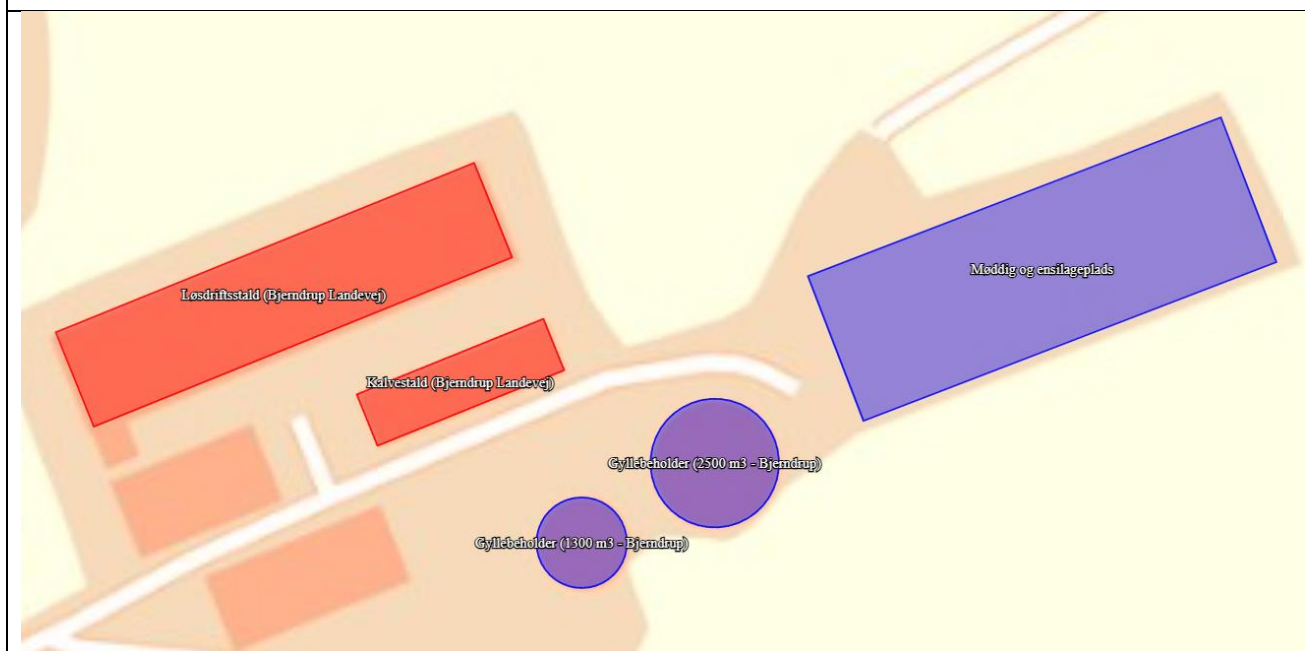 Møddig og ensilageplads
Løsdriftsstald (Bjerndrup Landevej)
Kalvestald (Bjerndrup Landevej)
Gyllebeholder (2500 m3 - Bjerndrup)
Gyllebeholder (1300 m3 - Bjerndrup)